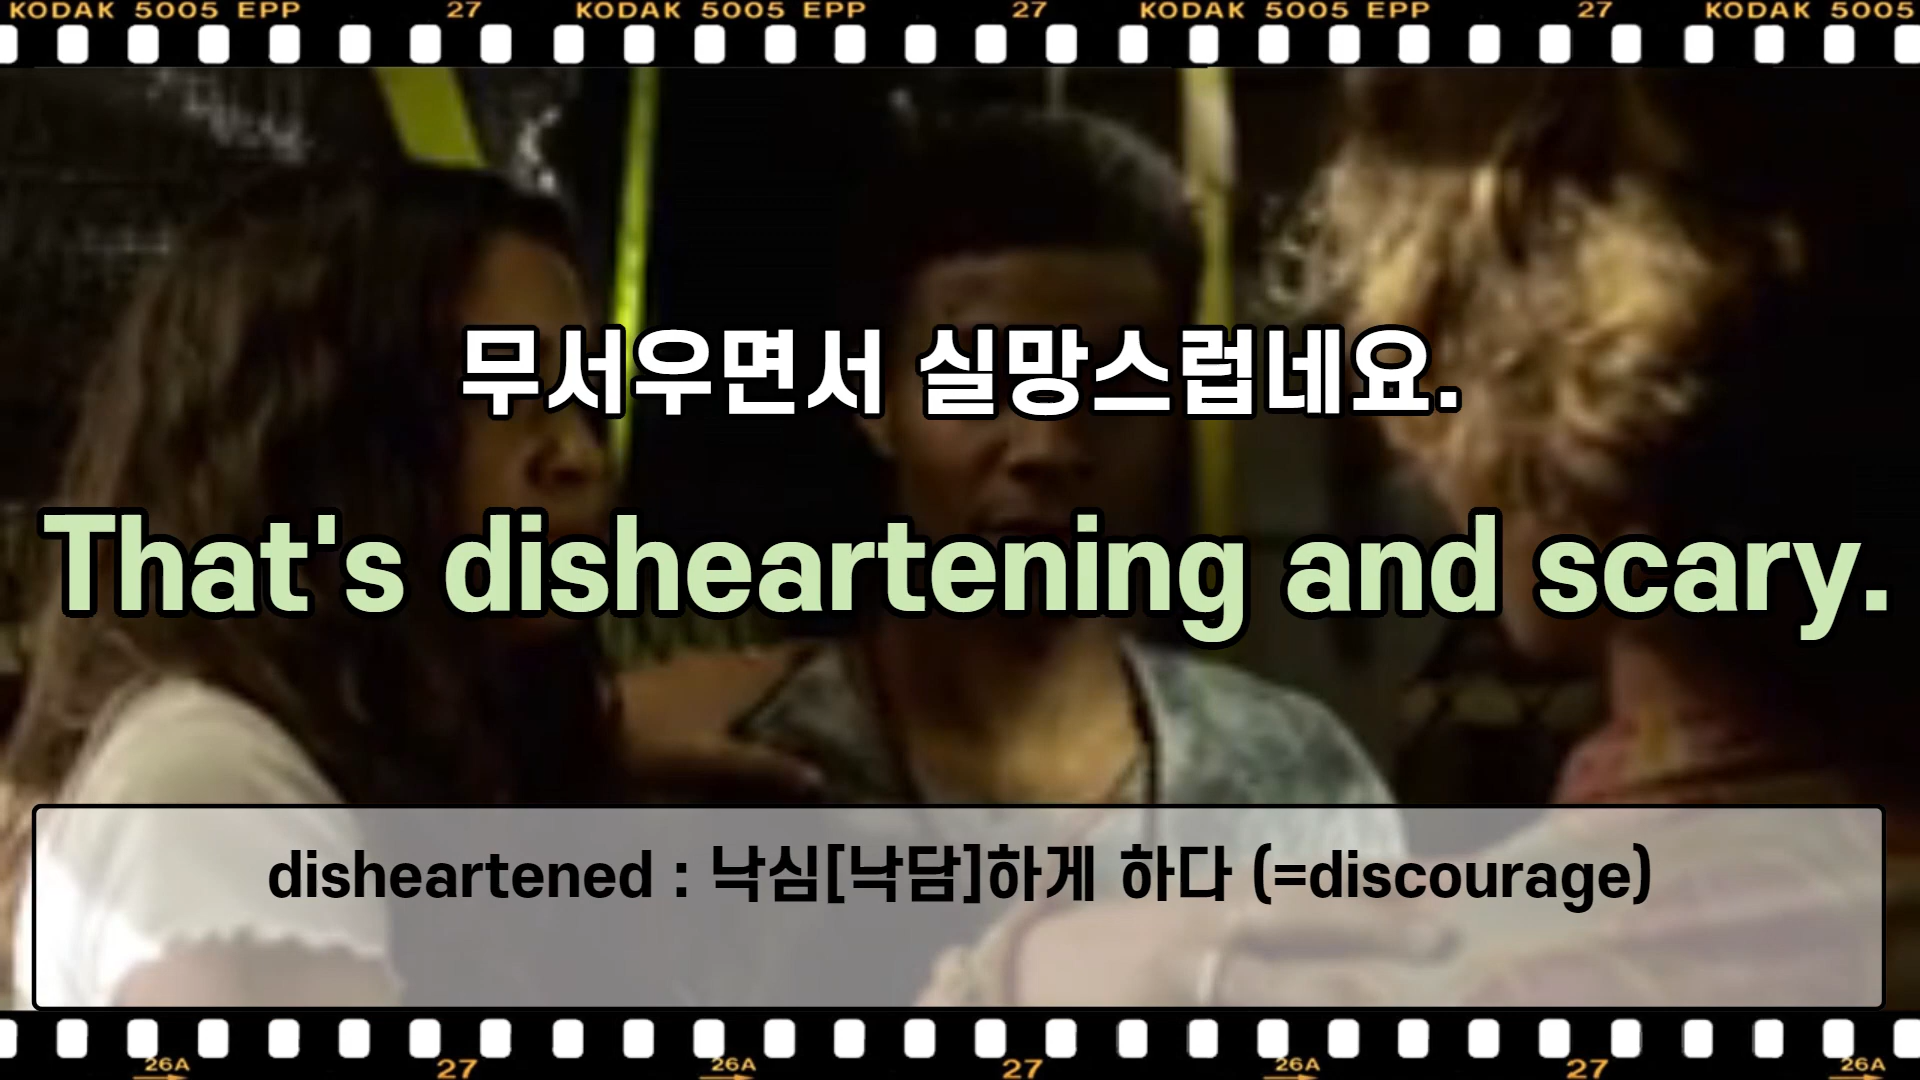 KODAK 5005 EPP 27 KODAK 5005 EPP 27 KODAK 5005 EPP 27 KODAK 5005
무서우면서 실망스럽네요.
That's disheartening and scary.
disheartened : 낙심[낙담]하게 하다 (=discourage)
26A 27 26A 27 26A 27 26A